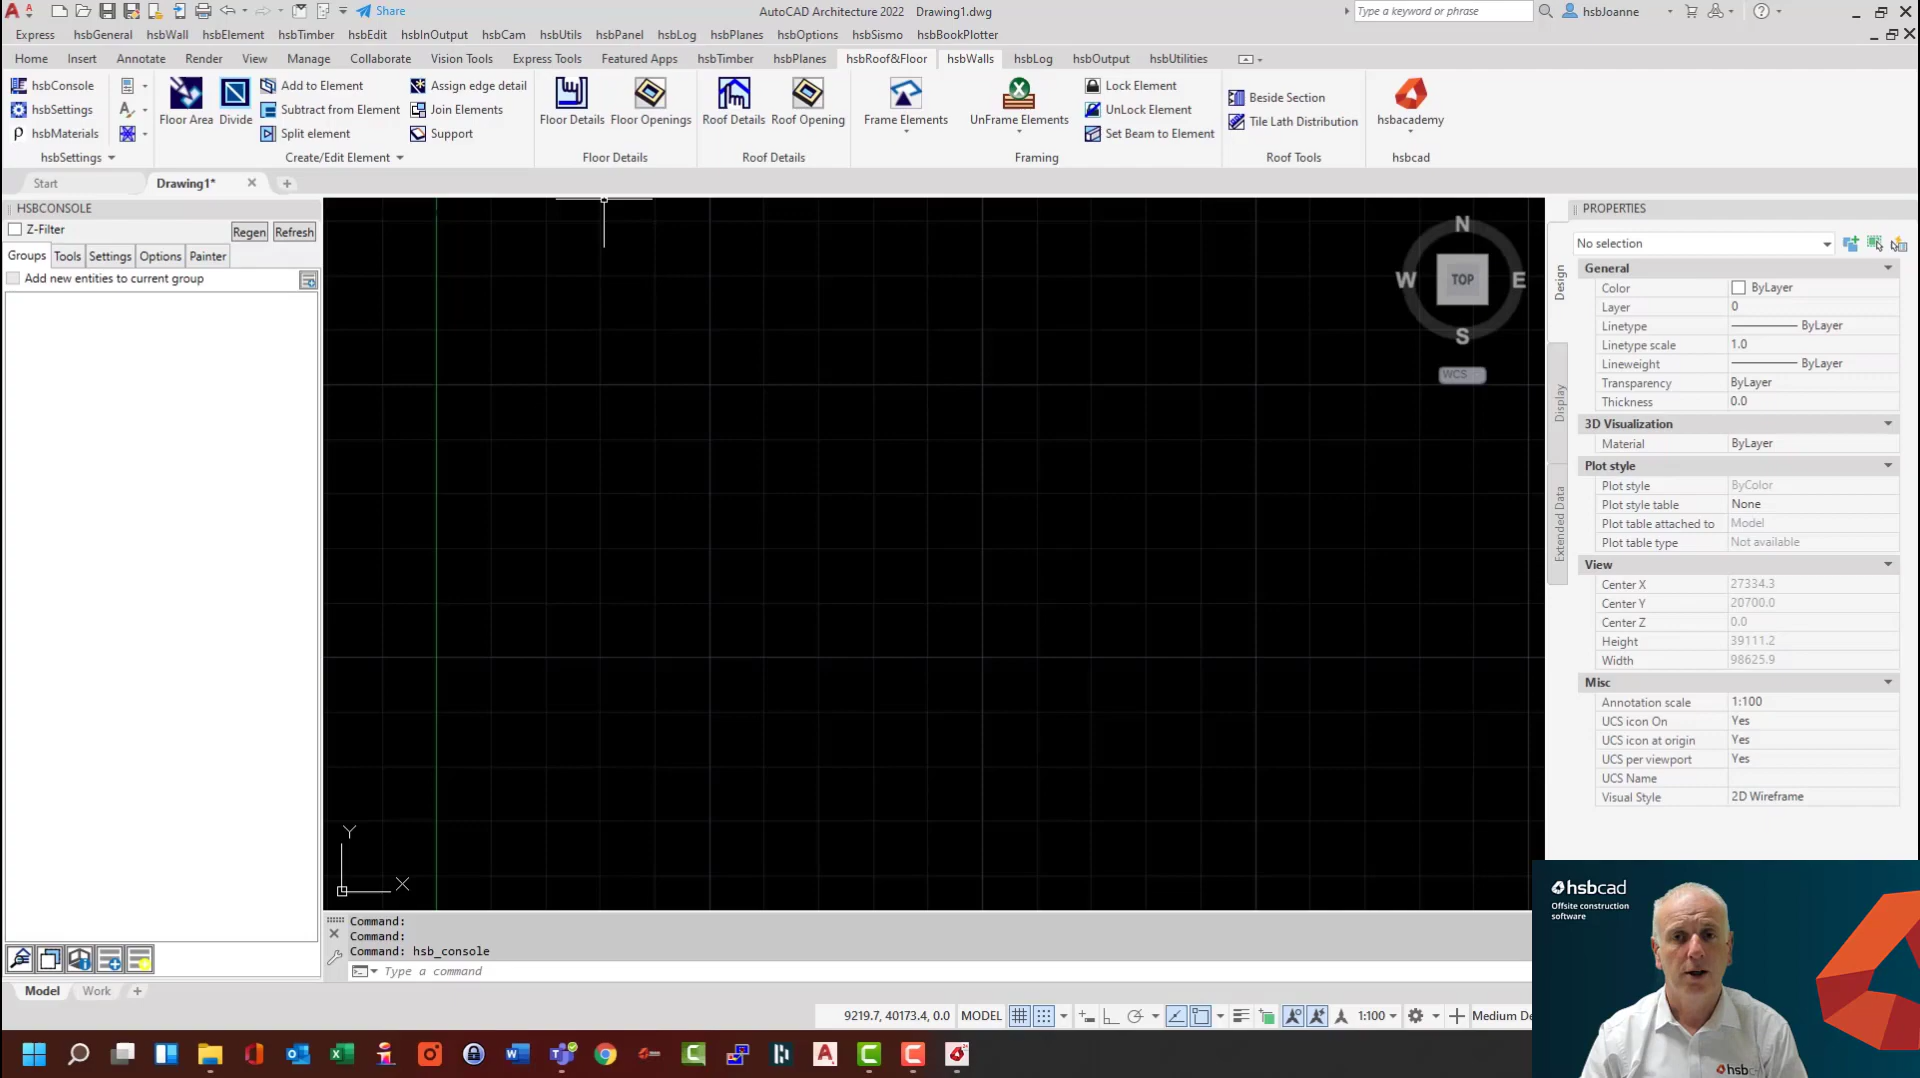 Share
AutoCAD Architecture 2022 Drawing1.dwg
Type a keyword or phrase
hsbJoanne
Express hsbGeneral hsbWall hsbElement hsbTimber hsbEdit hsbInOutput hsbCam hsbUtils hsbPanel hsbLog hsbPlanes hsbOptions hsbSismo hsbBookPlotter
Home Insert Annotate Render View Manage Collaborate Vision Tools Express Tools Featured Apps hsbTimber hsbPlanes hsbRoof&Floor hsbWalls hsbLog hsbOutput hsbUtilities
hsbConsole
hsbSettings
hsbMaterials
hsbSettings
Floor Area
Divide
Add to Element
Subtract from Element
Split element
Assign edge detail
Join Elements
Support
Create/Edit Element
Floor Details
Floor Openings
Floor Details
Roof Details
Roof Opening
Roof Details
Frame Elements
UnFrame Elements
Lock Element
UnLock Element
Set Beam to Element
Framing
Beside Section
Tile Lath Distribution
Roof Tools
hsbacademy
hsbcad
Start
Drawing1*
HSBCONSOLE
Z-Filter
Regen
Refresh
Groups Tools Settings Options Painter
Add new entities to current group
N
W
TOP
E
S
WCS
Y
X
Command:
Command:
Command: hsb_console
Type a command
Model
Work
9219.7, 40173.4, 0.0
MODEL
1:100
Medium De
PROPERTIES
No selection
Design
Display
Extended Data
General
Color ByLayer
Layer 0
Linetype ByLayer
Linetype scale 1.0
Lineweight ByLayer
Transparency ByLayer
Thickness 0.0
3D Visualization
Material ByLayer
Plot style
Plot style ByColor
Plot style table None
Plot table attached to Model
Plot table type Not available
View
Center X 27334.3
Center Y 20700.0
Center Z 0.0
Height 39111.2
Width 98625.9
Misc
Annotation scale 1:100
UCS icon On Yes
UCS icon at origin Yes
UCS per viewport Yes
UCS Name
Visual Style 2D Wireframe
hsbcad
Offsite construction
software